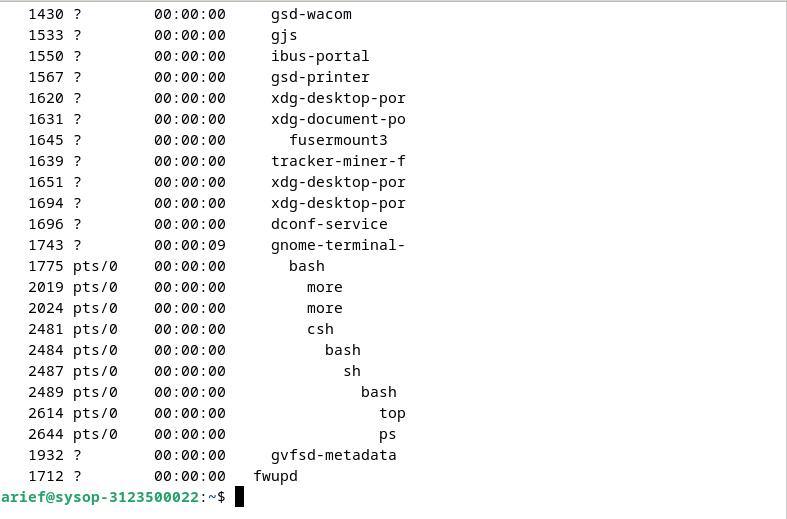 1430 ?        00:00:00     gsd-wacom
1533 ?        00:00:00     gjs
1550 ?        00:00:00     ibus-portal
1567 ?        00:00:00     gsd-printer
1620 ?        00:00:00     xdg-desktop-por
1631 ?        00:00:00     xdg-document-po
1645 ?        00:00:00       fusermount3
1639 ?        00:00:00     tracker-miner-f
1651 ?        00:00:00     xdg-desktop-por
1694 ?        00:00:00     xdg-desktop-por
1696 ?        00:00:00     dconf-service
1743 ?        00:00:09     gnome-terminal-
1775 pts/0    00:00:00       bash
2019 pts/0    00:00:00         more
2024 pts/0    00:00:00         more
2481 pts/0    00:00:00         csh
2484 pts/0    00:00:00           bash
2487 pts/0    00:00:00             sh
2489 pts/0    00:00:00               bash
2614 pts/0    00:00:00                 top
2644 pts/0    00:00:00                 ps
1932 ?        00:00:00     gvfsd-metadata
1712 ?        00:00:00   fwupd
arief@sysop-3123500022:~$